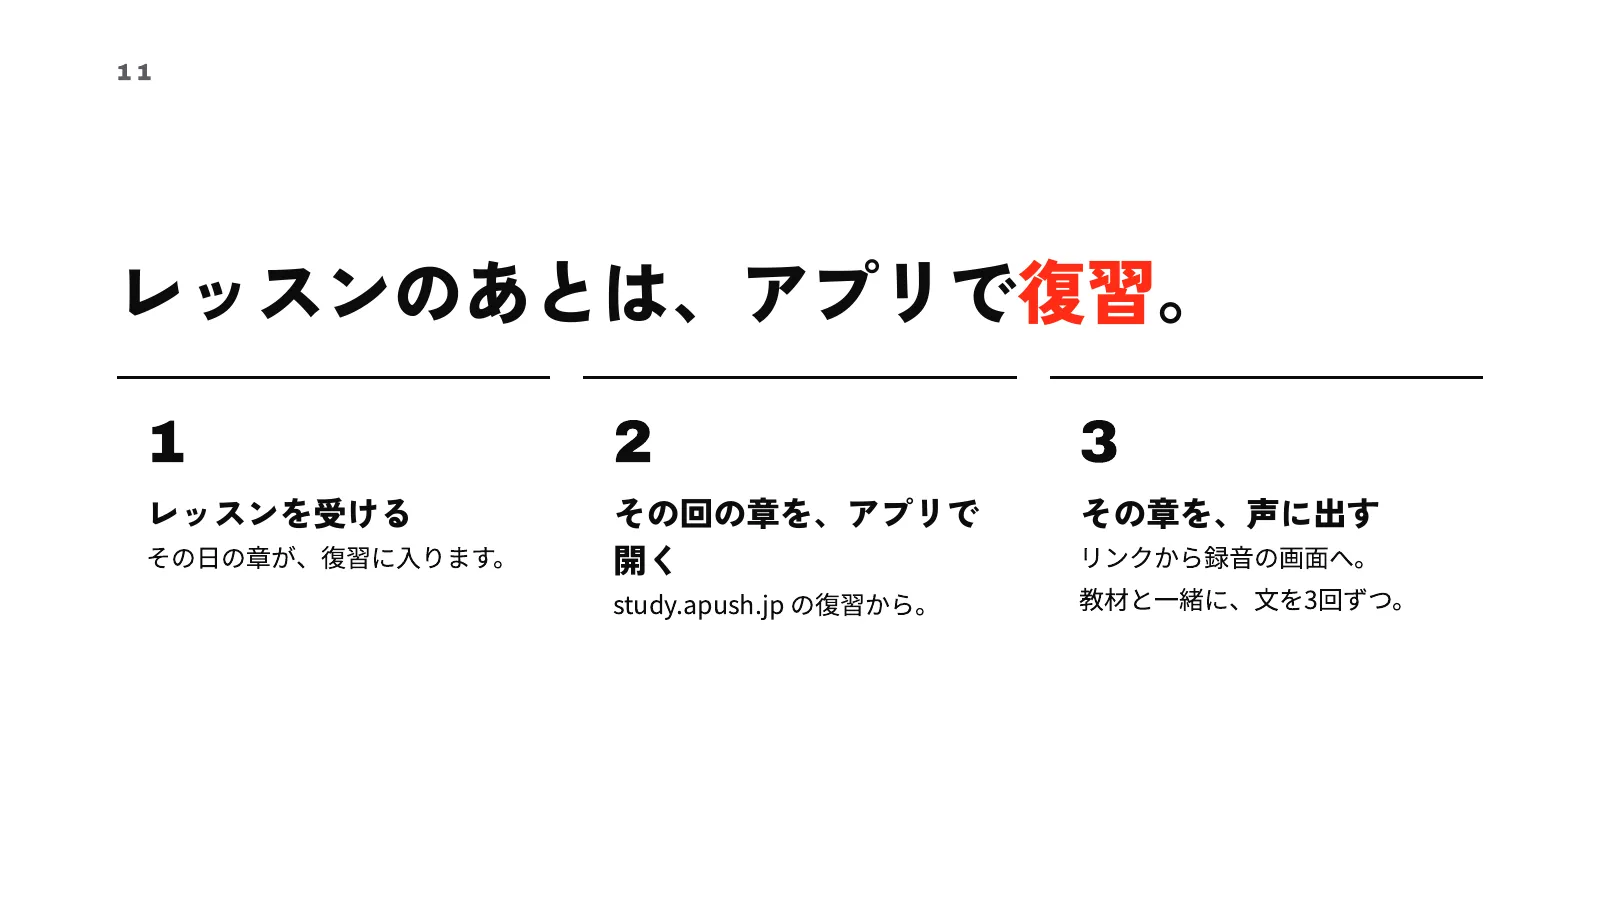 11
レッスンのあとは、アプリで復習。
1
レッスンを受ける
その日の章が、復習に入ります。
2
その回の章を、アプリで
開く
study.apush.jp の復習から。
3
その章を、声に出す
リンクから録音の画面へ。
教材と一緒に、文を3回ずつ。